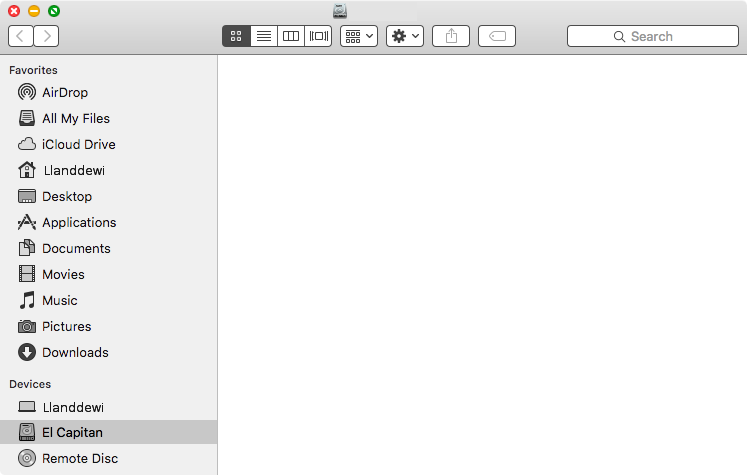 Search
Favorites
AirDrop
All My Files
iCloud Drive
Llanddewi
Desktop
Applications
Documents
Movies
Music
Pictures
Downloads
Devices
Llanddewi
El Capitan
Remote Disc